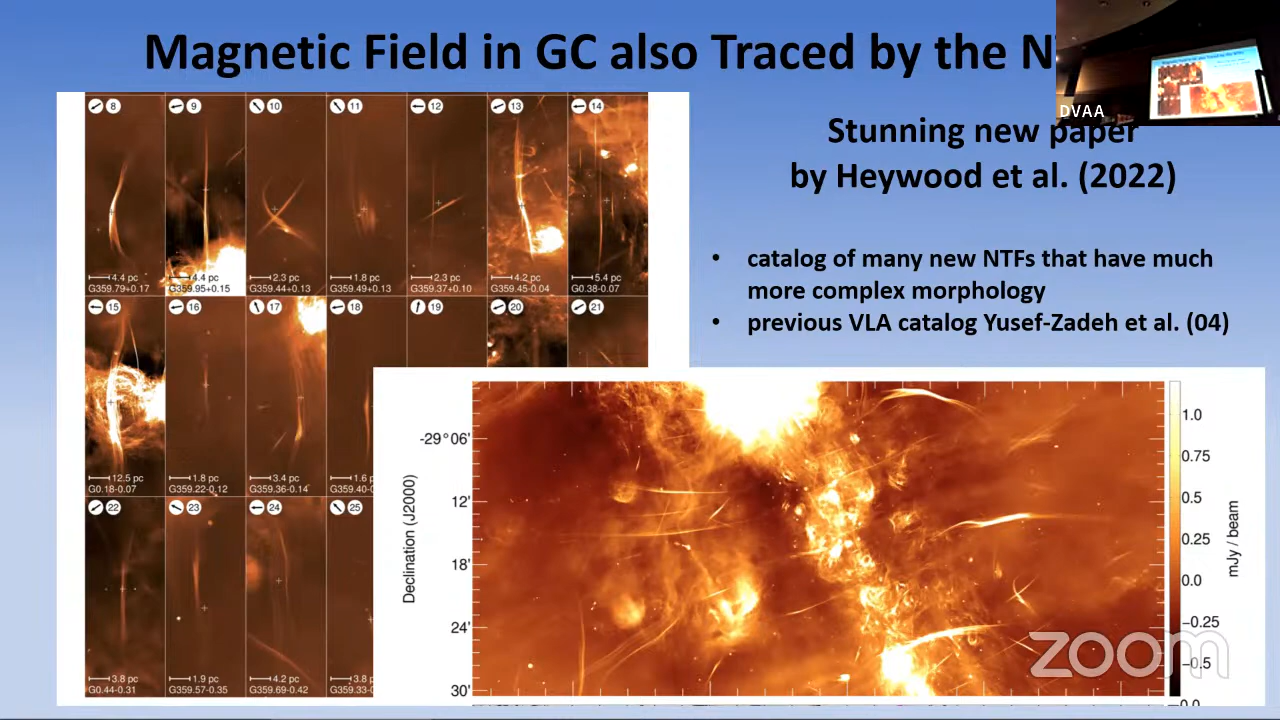 Magnetic Field in GC also Traced by the
DVAA
Stunning new paper
by Heywood et al. (2022)
• catalog of many new NTFs that have much
more complex morphology
• previous VLA catalog Yusef-Zadeh et al. (04)
8 9 10 11 12 13 14
4.4 pc 4.4 pc 2.3 pc 1.8 pc 2.3 pc 4.2 pc 5.4 pc
G359.79+0.17 G359.95+0.15 G359.44+0.13 G359.49+0.13 G359.37+0.10 G359.45-0.04 G0.38-0.07
15 16 17 18 19 20 21
12.5 pc 1.8 pc 3.4 pc 1.6 p
G0.18-0.07 G359.22-0.12 G359.36-0.14 G359.40-0
22 23 24 25
3.8 pc 1.9 pc 4.2 pc 3.8 p
G0.44-0.31 G359.57-0.35 G359.69-0.42 G359.33-0
Declination (J2000)
-29°06'
12'
18'
24'
30'
1.0
0.75
0.5
0.25
0.0
−0.25
−0.5
mJy / beam
zoom